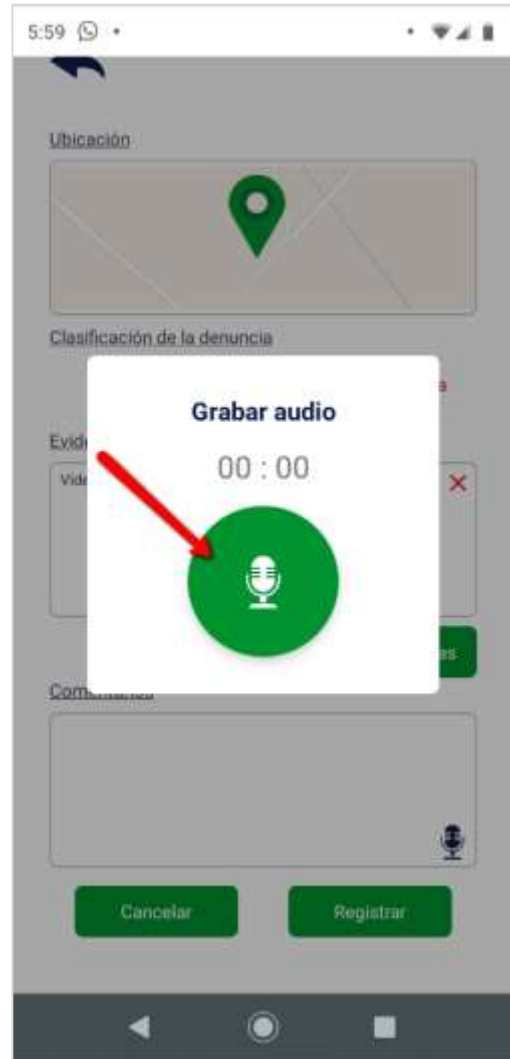 5:59
Ubicación
Clasificación de la denuncia
Grabar audio
00 : 00
Cancelar
Registrar